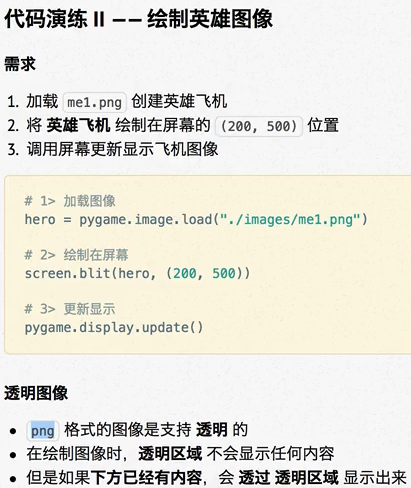 代码演练 II —— 绘制英雄图像
需求
1. 加载 me1.png 创建英雄飞机
2. 将 英雄飞机 绘制在屏幕的 (200, 500) 位置
3. 调用屏幕更新显示飞机图像
# 1> 加载图像
hero = pygame.image.load("./images/me1.png")
# 2> 绘制在屏幕
screen.blit(hero, (200, 500))
# 3> 更新显示
pygame.display.update()
透明图像
• png 格式的图像是支持 透明 的
• 在绘制图像时，透明区域 不会显示任何内容
• 但是如果下方已经有内容，会 透过 透明区域 显示出来